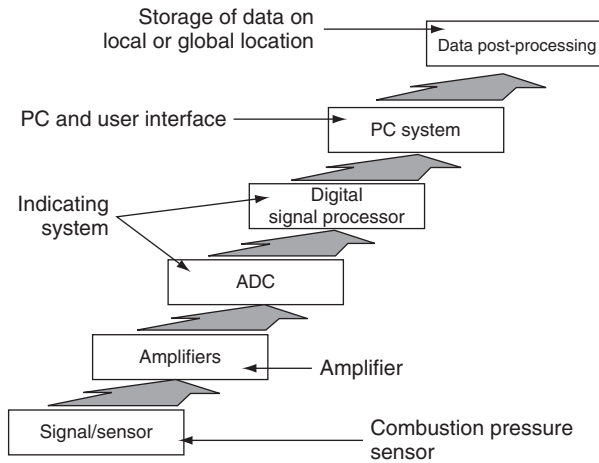 Storage of data on
local or global location
Data post-processing
PC and user interface
PC system
Digital
signal processor
Indicating
system
ADC
Amplifiers
Amplifier
Signal/sensor
Combustion pressure
sensor